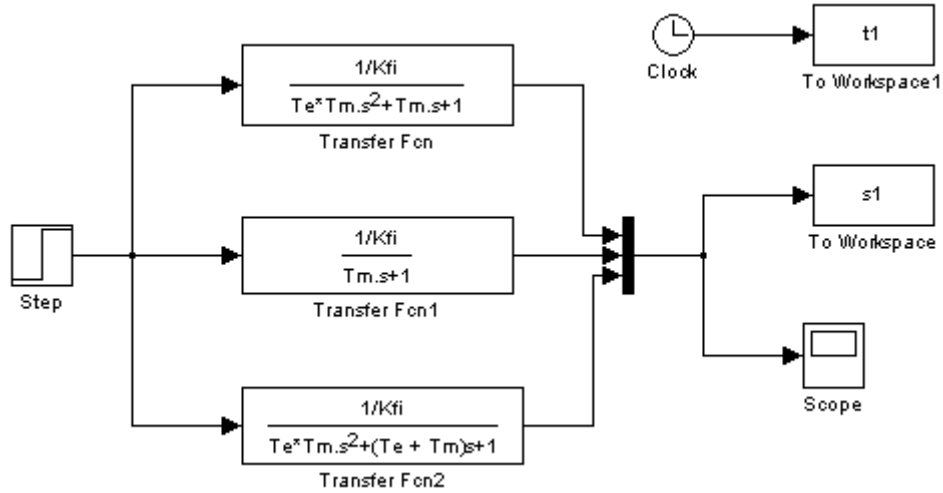 1/Kfi
Te*Tm.s²+Tm.s+1
Transfer Fcn
Clock
t1
To Workspace1
Step
1/Kfi
Tm.s+1
Transfer Fcn1
s1
To Workspace
Scope
1/Kfi
Te*Tm.s²+(Te + Tm)s+1
Transfer Fcn2